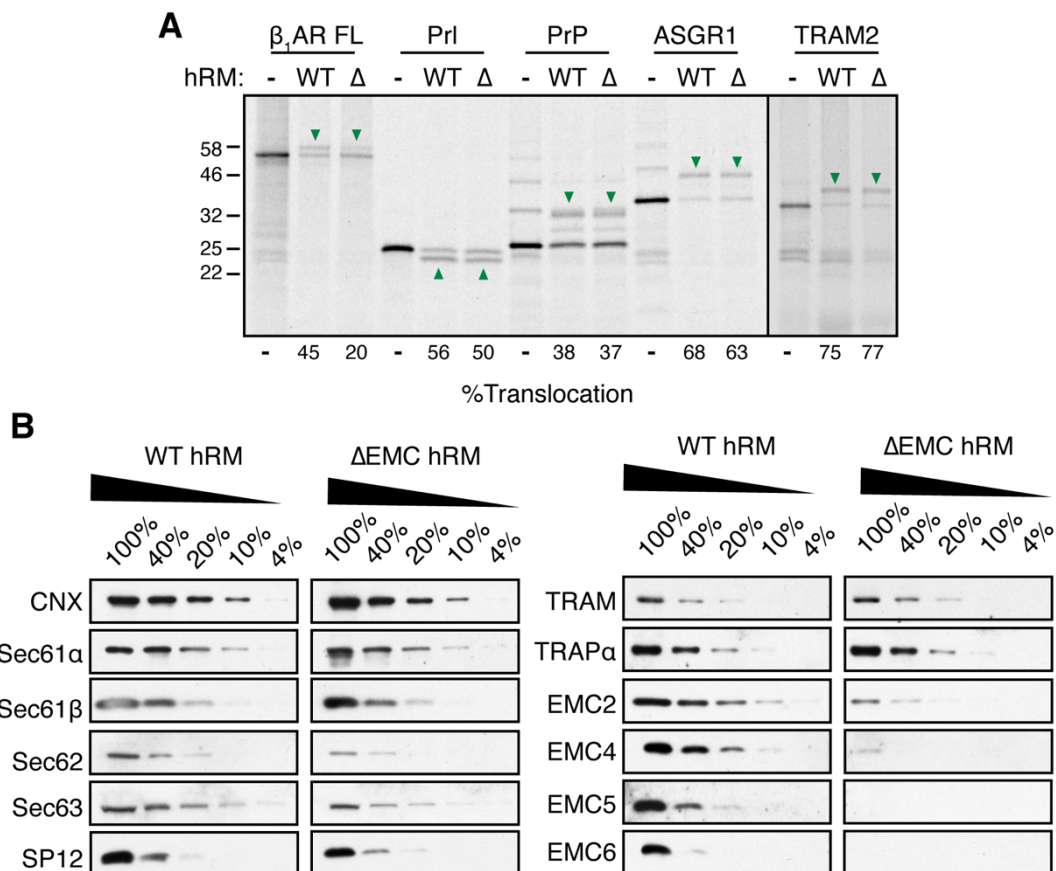 A
β1AR FL Prl PrP ASGR1 TRAM2
hRM: - WT Δ - WT Δ - WT Δ - WT Δ - WT Δ
58
46
32
25
22
- 45 20 - 56 50 - 38 37 - 68 63 - 75 77
%Translocation
B
WT hRM ΔEMC hRM WT hRM ΔEMC hRM
100% 40% 20% 10% 4% 100% 40% 20% 10% 4% 100% 40% 20% 10% 4% 100% 40% 20% 10% 4%
CNX TRAM
Sec61α TRAPα
Sec61β EMC2
Sec62 EMC4
Sec63 EMC5
SP12 EMC6